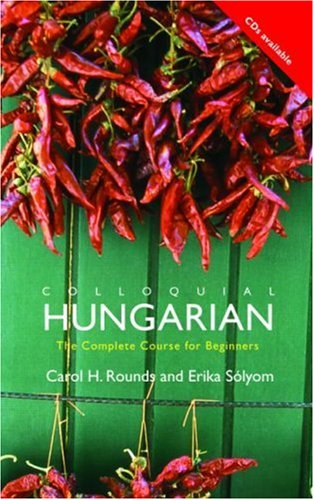 CDs available
COLLOQUIAL
HUNGARIAN
The Complete Course for Beginners
Carol H. Rounds and Erika Sólyom